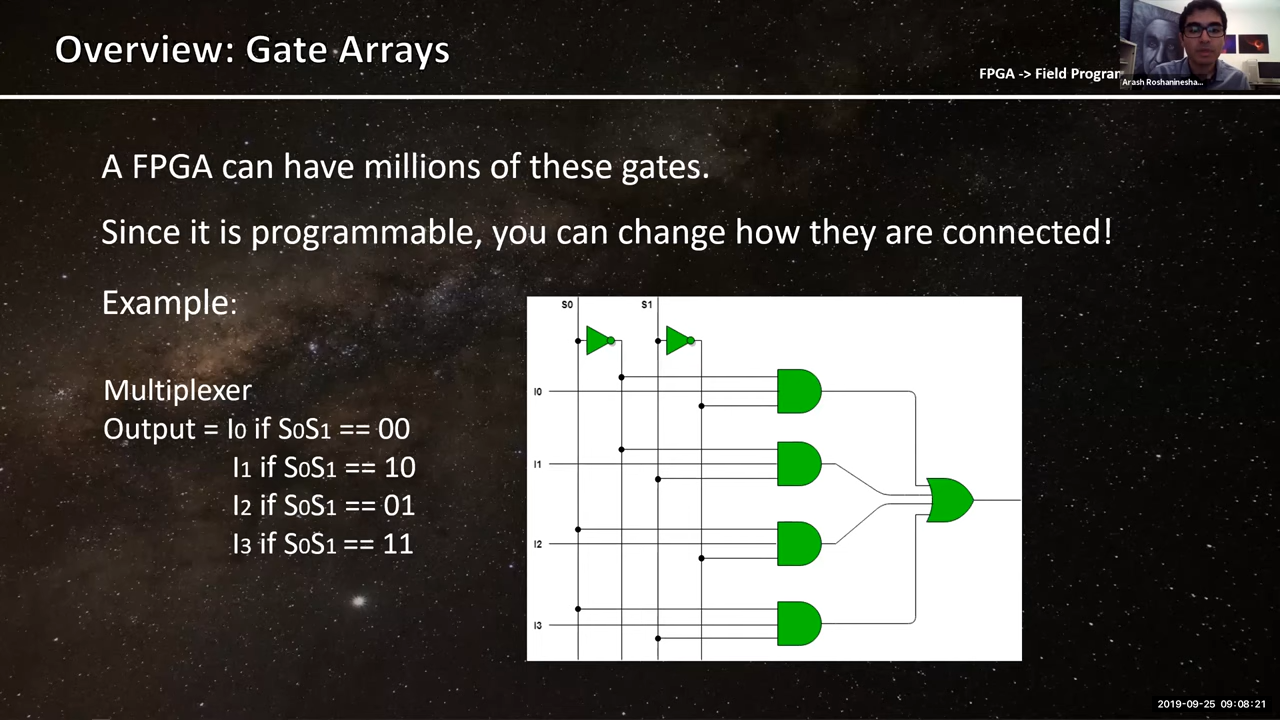 Overview: Gate Arrays
FPGA -> Field Program
Arash Roshaninesha...
A FPGA can have millions of these gates.
Since it is programmable, you can change how they are connected!
Example:
Multiplexer
Output = I0 if S0S1 == 00
I1 if S0S1 == 10
I2 if S0S1 == 01
I3 if S0S1 == 11
S0 S1
I0
I1
I2
I3
2019-09-25 09:08:21